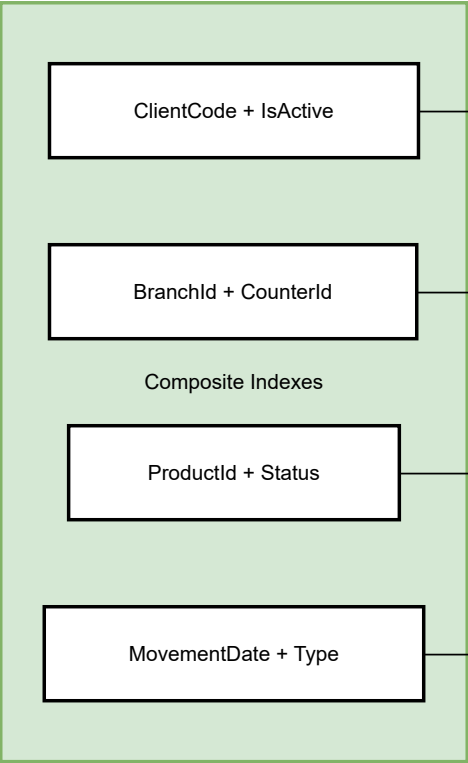 ClientCode + IsActive
BranchId + CounterId
Composite Indexes
ProductId + Status
MovementDate + Type